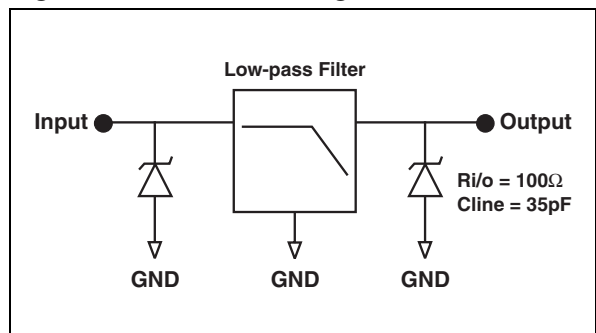 Low-pass Filter
Input
Output
Ri/o = 100Ω
Cline = 35pF
GND
GND
GND